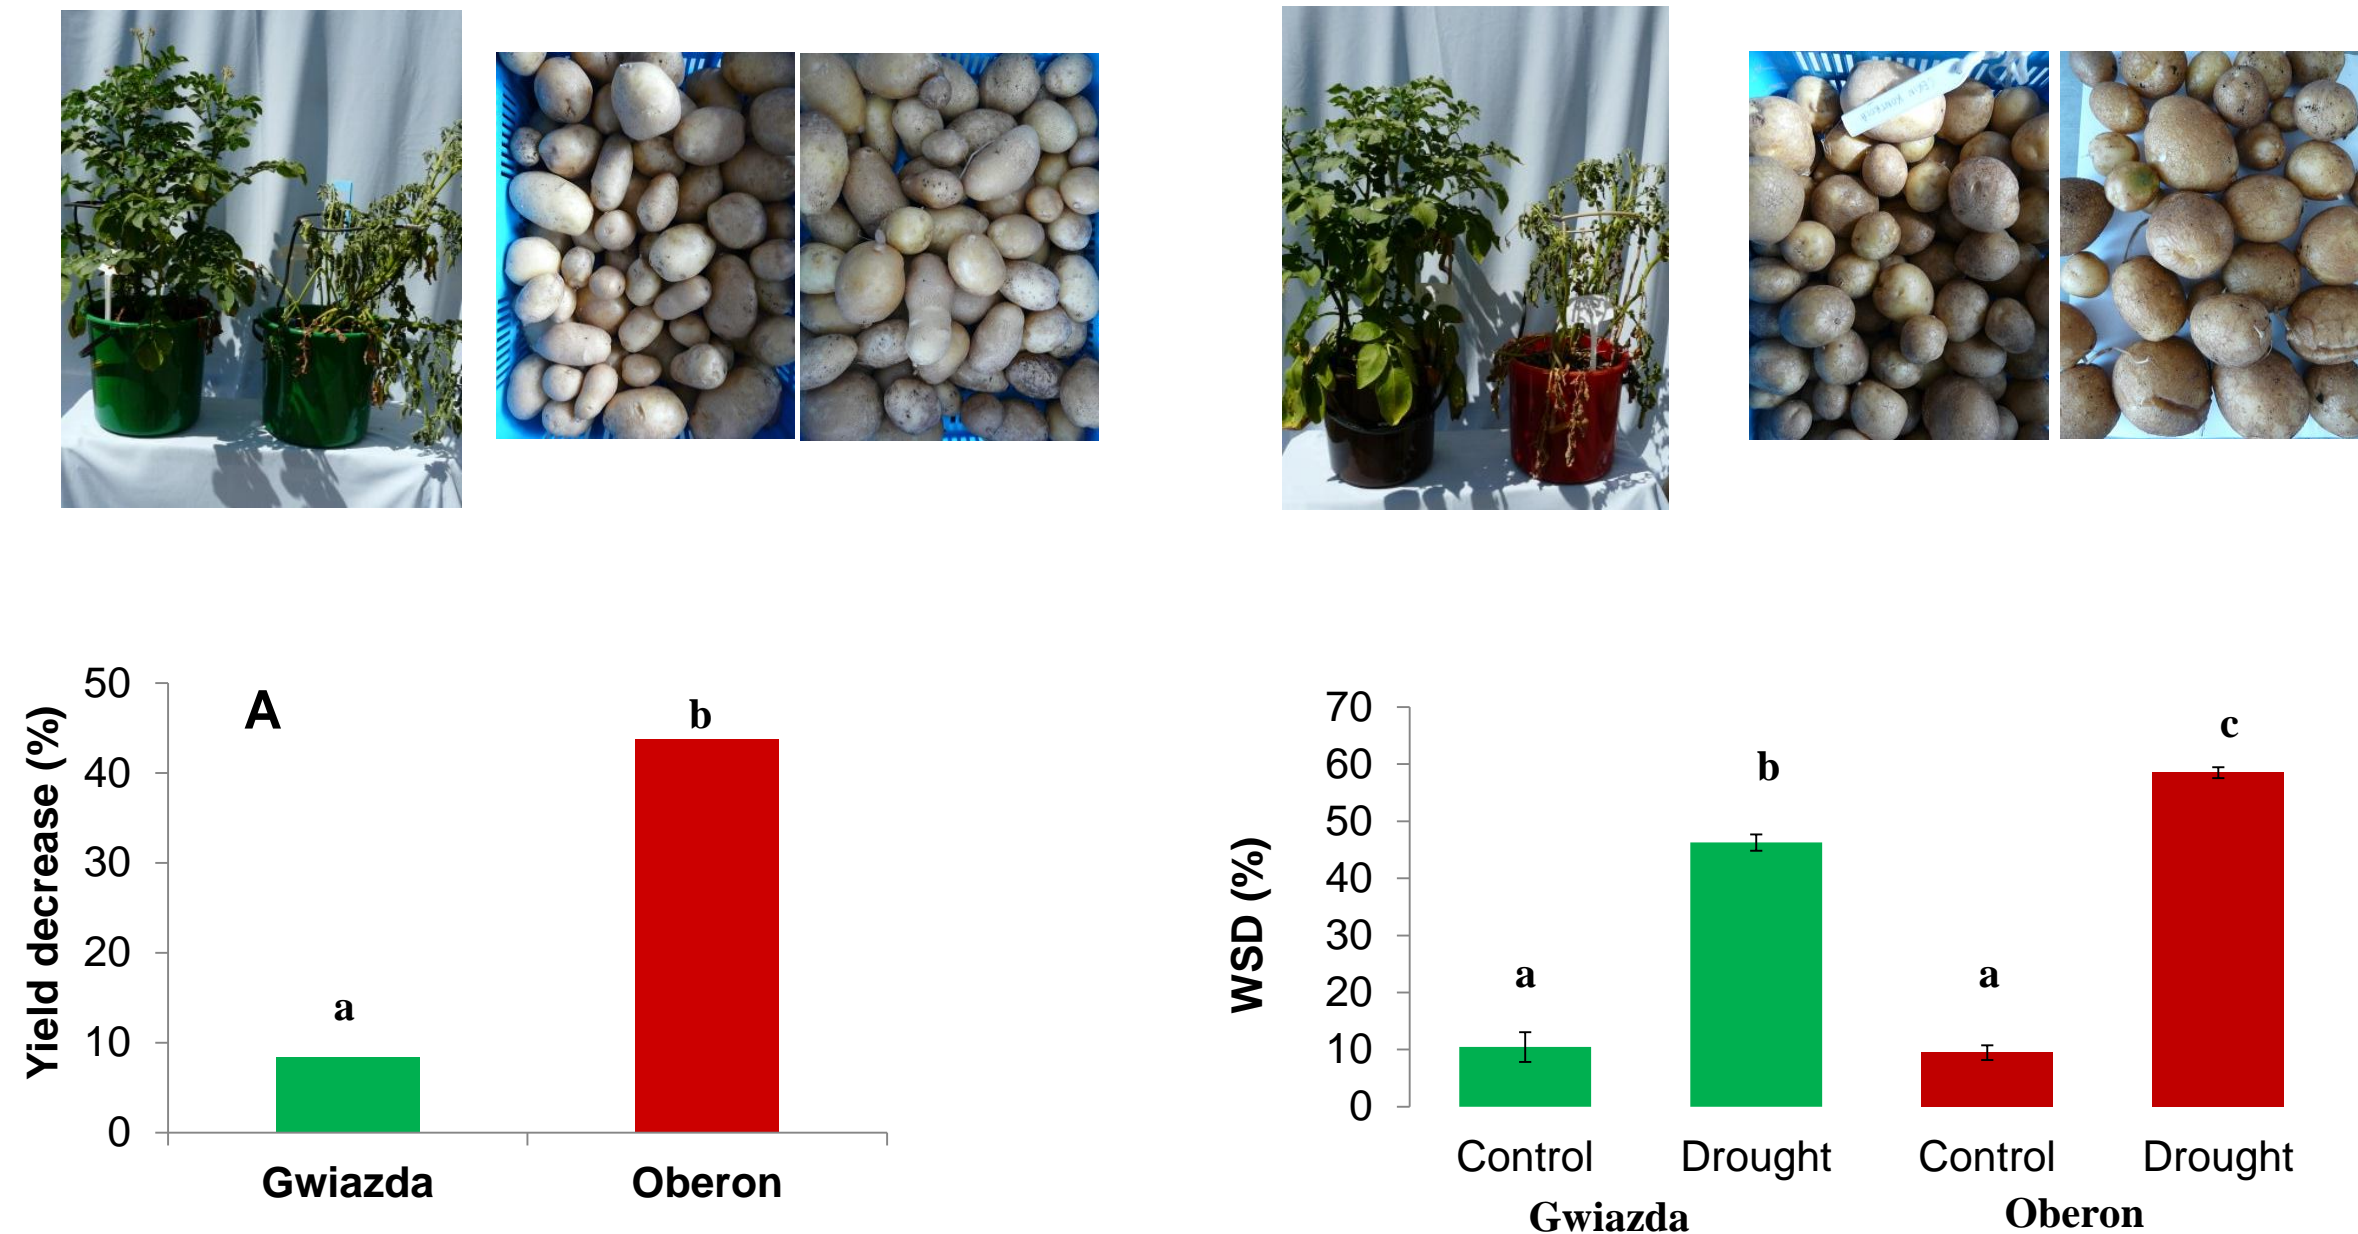 50
40
30
20
10
0
Yield decrease (%)
A
a
b
Gwiazda
Oberon
70
60
50
40
30
20
10
0
WSD (%)
a
b
a
c
Control
Drought
Control
Drought
Gwiazda
Oberon